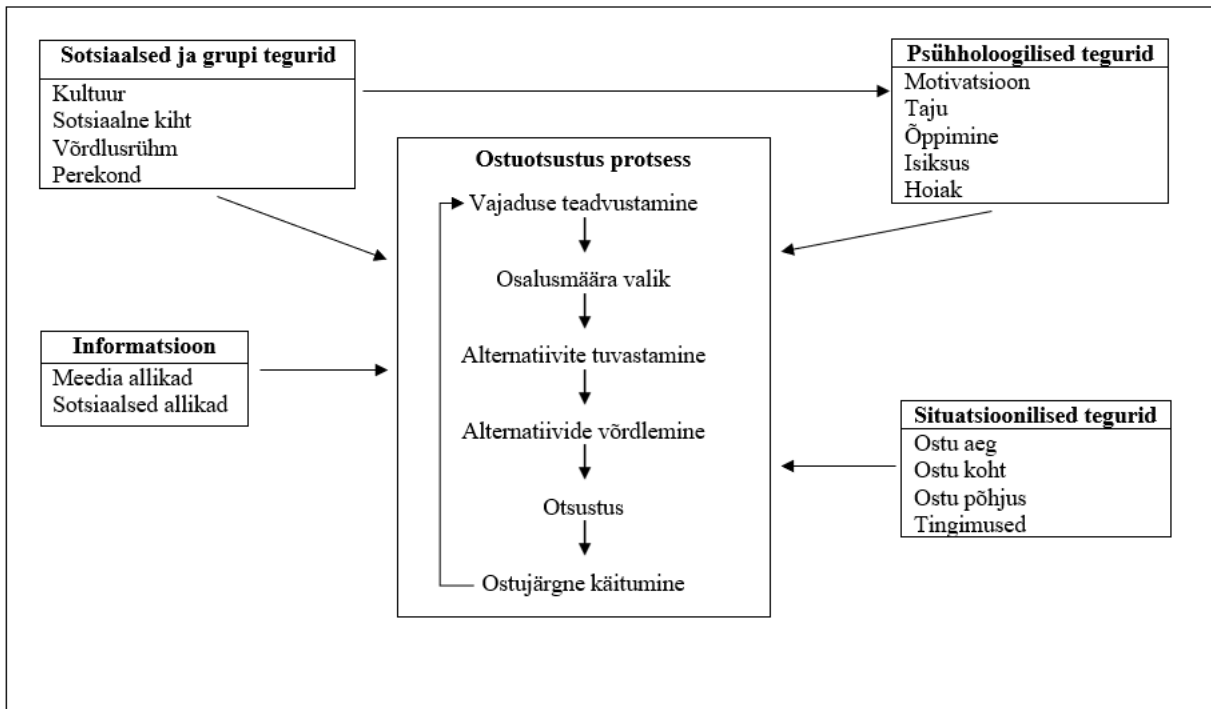 Sotsiaalsed ja grupi tegurid
Kultuur
Sotsiaalne kiht
Võrdlusrühm
Perekond
Psühholoogilised tegurid
Motivatsioon
Taju
Õppimine
Isiksus
Hoiak
Ostuotsustus protsess
Vajaduse teadvustamine
Osalusmäära valik
Alternatiivite tuvastamine
Alternatiivide võrdlemine
Otsustus
Ostujärgne käitumine
Informatsioon
Meedia allikad
Sotsiaalsed allikad
Situatsioonilised tegurid
Ostu aeg
Ostu koht
Ostu põhjus
Tingimused